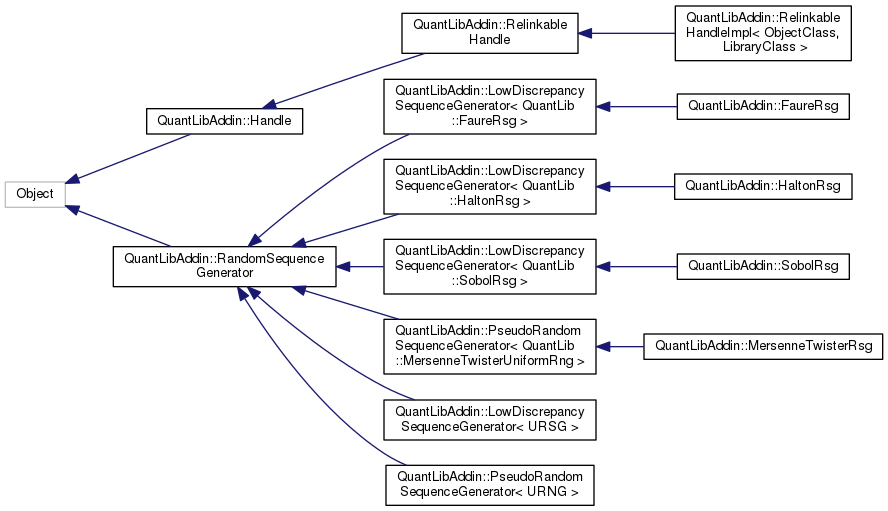 QuantLibAddin::Relinkable
Handle
QuantLibAddin::Relinkable
HandleImpl< ObjectClass,
LibraryClass >
QuantLibAddin::Handle
QuantLibAddin::LowDiscrepancy
SequenceGenerator< QuantLib
::FaureRsg >
QuantLibAddin::FaureRsg
Object
QuantLibAddin::LowDiscrepancy
SequenceGenerator< QuantLib
::HaltonRsg >
QuantLibAddin::HaltonRsg
QuantLibAddin::RandomSequence
Generator
QuantLibAddin::LowDiscrepancy
SequenceGenerator< QuantLib
::SobolRsg >
QuantLibAddin::SobolRsg
QuantLibAddin::PseudoRandom
SequenceGenerator< QuantLib
::MersenneTwisterUniformRng >
QuantLibAddin::MersenneTwisterRsg
QuantLibAddin::LowDiscrepancy
SequenceGenerator< URSG >
QuantLibAddin::PseudoRandom
SequenceGenerator< URNG >